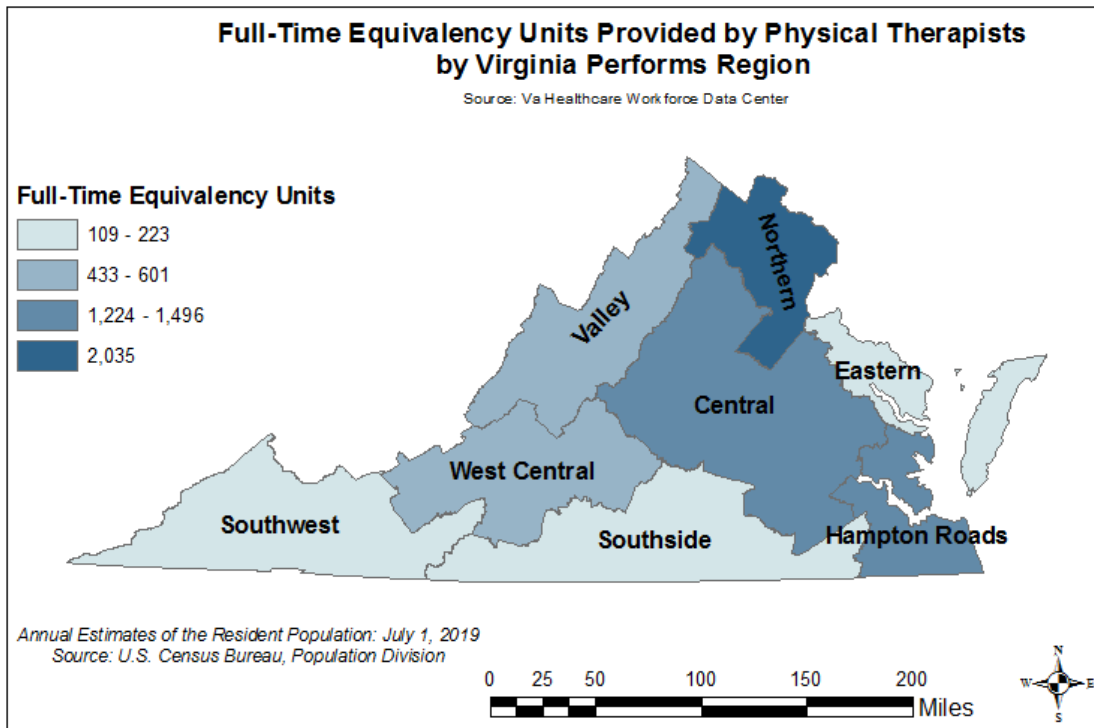 Full-Time Equivalency Units Provided by Physical Therapists
by Virginia Performs Region
Source: Va Healthcare Workforce Data Center
Full-Time Equivalency Units
109 - 223
433 - 601
1,224 - 1,496
2,035
Northern
Valley
Eastern
Central
West Central
Southwest
Southside
Hampton Roads
Annual Estimates of the Resident Population: July 1, 2019
Source: U.S. Census Bureau, Population Division
0 25 50 100 150 200
Miles
N
W E
S